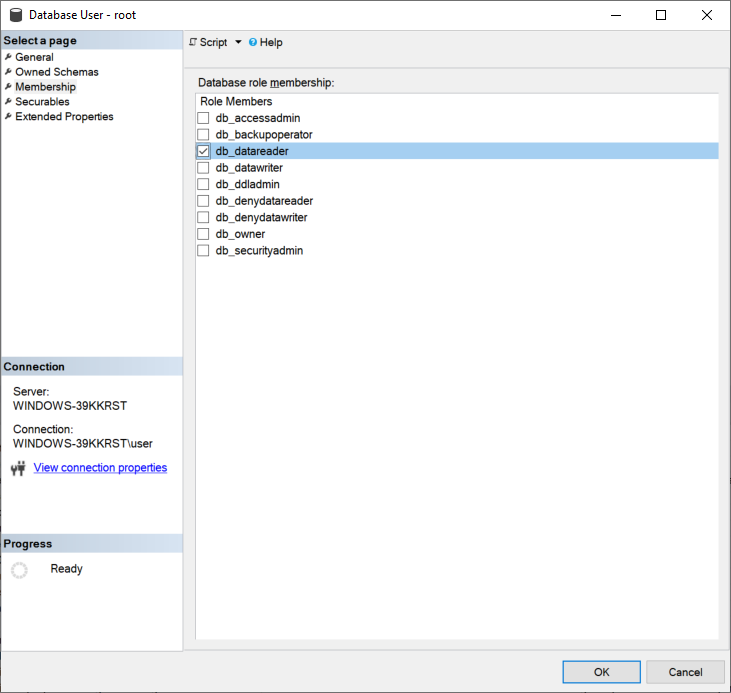 Database User - root
Select a page
General
Owned Schemas
Membership
Securables
Extended Properties
Script
Help
Database role membership:
Role Members
db_accessadmin
db_backupoperator
db_datareader
db_datawriter
db_ddladmin
db_denydatareader
db_denydatawriter
db_owner
db_securityadmin
Connection
Server:
WINDOWS-39KKRST
Connection:
WINDOWS-39KKRST\user
View connection properties
Progress
Ready
OK
Cancel